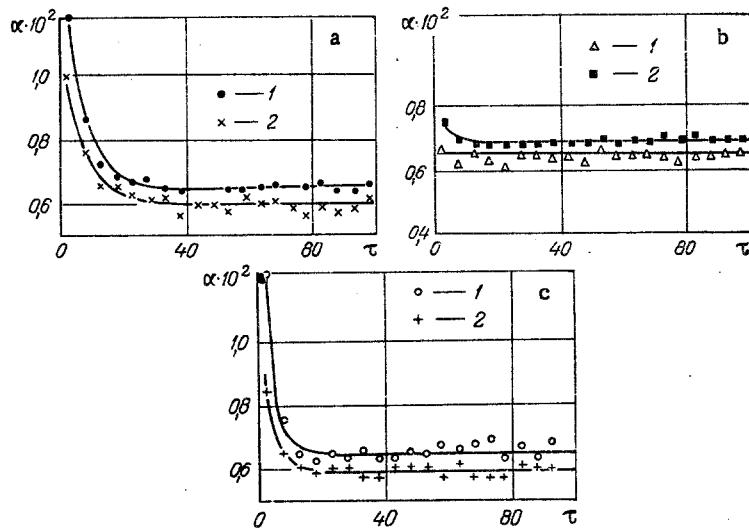 α·10² a
1,0
● — 1
× — 2
0,8
0,6
0 40 80 τ
α·10² b
△ — 1
■ — 2
0,8
0,6
0,4
0 40 80 τ
α·10² c
○ — 1
+ — 2
1,0
0,8
0,6
0 40 80 τ